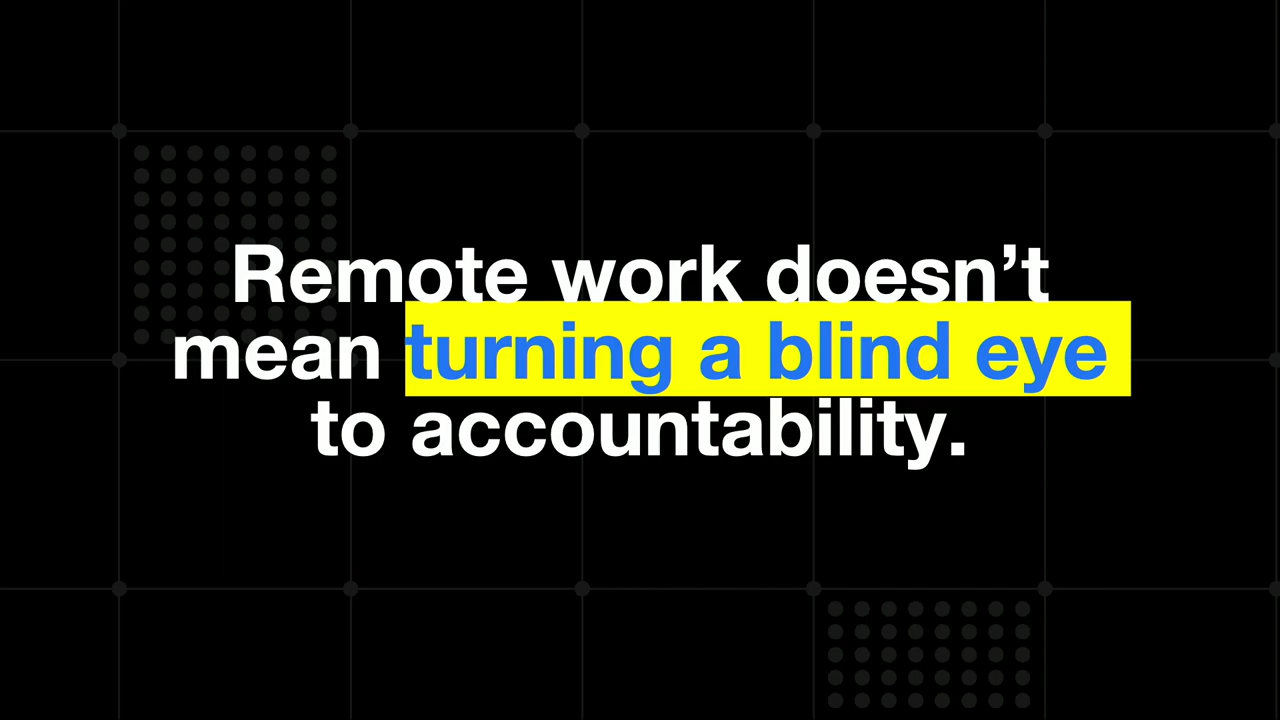 Remote work doesn’t
mean turning a blind eye
to accountability.